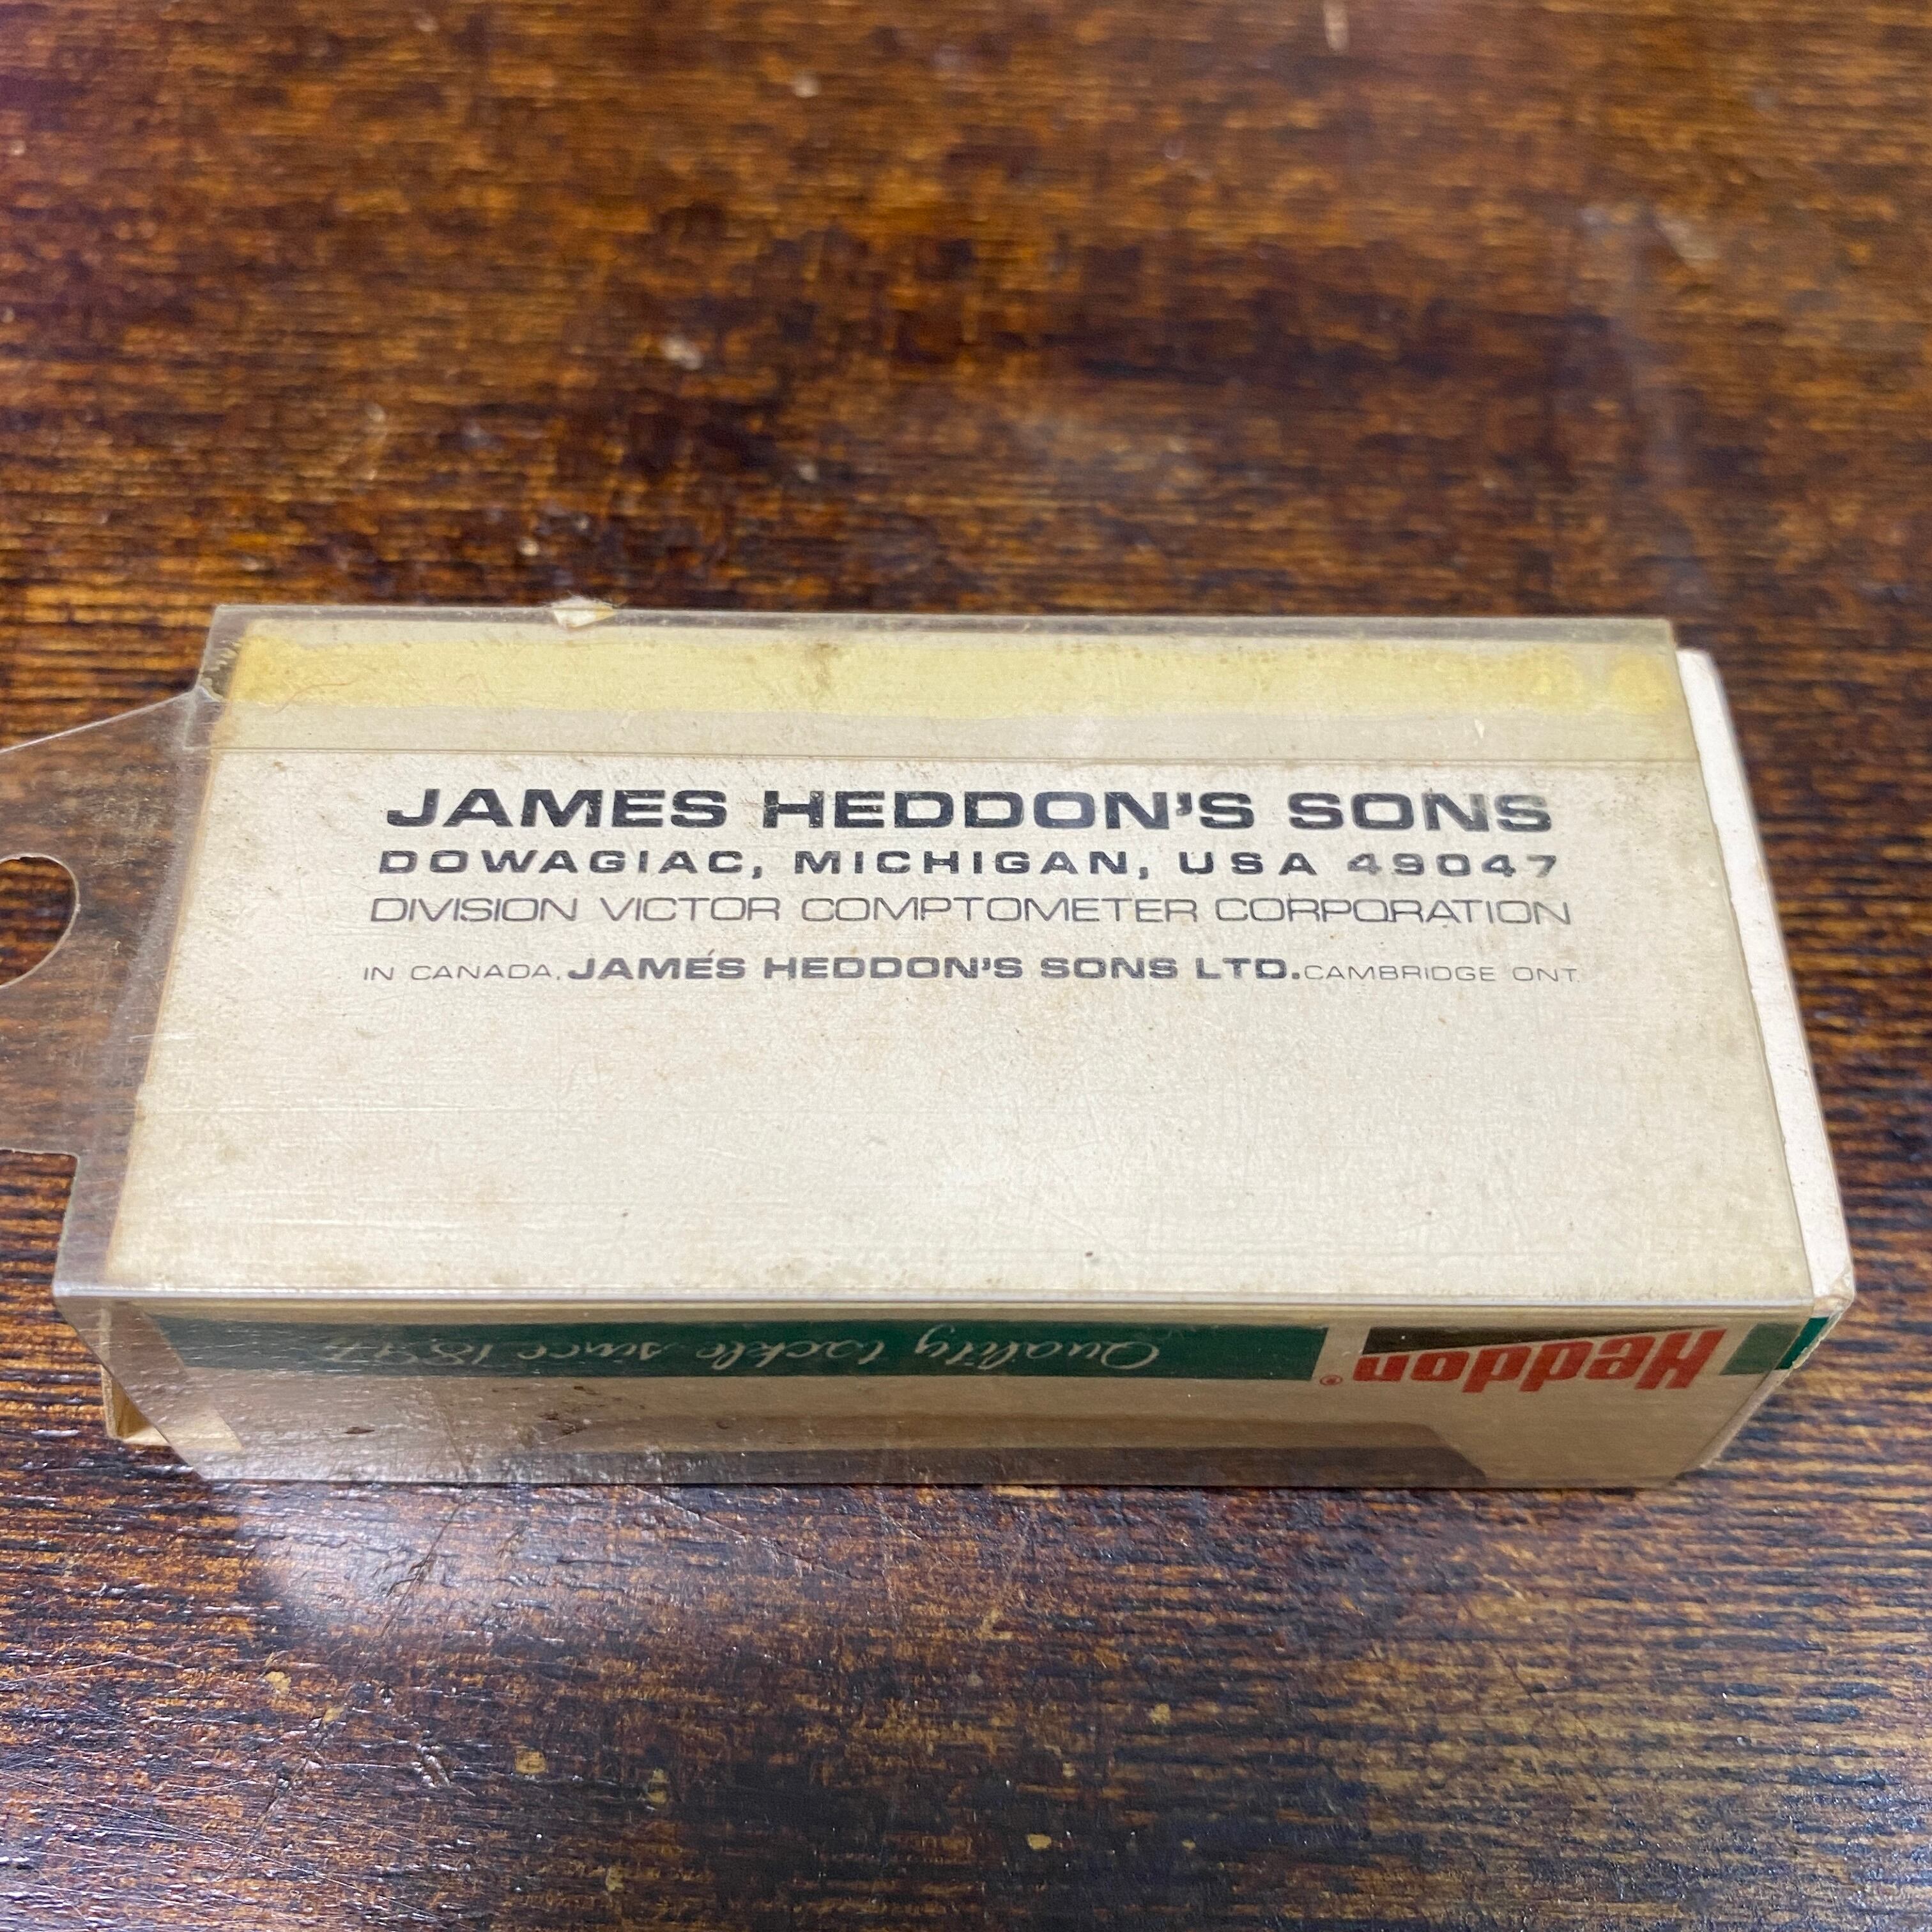 JAMES HEDDON'S SONS
DOWAGIAC, MICHIGAN, USA 49047
DIVISION VICTOR COMPTOMETER CORPORATION
IN CANADA, JAMES HEDDON'S SONS LTD. CAMBRIDGE ONT.
Heddon® Quality tackle since 1894